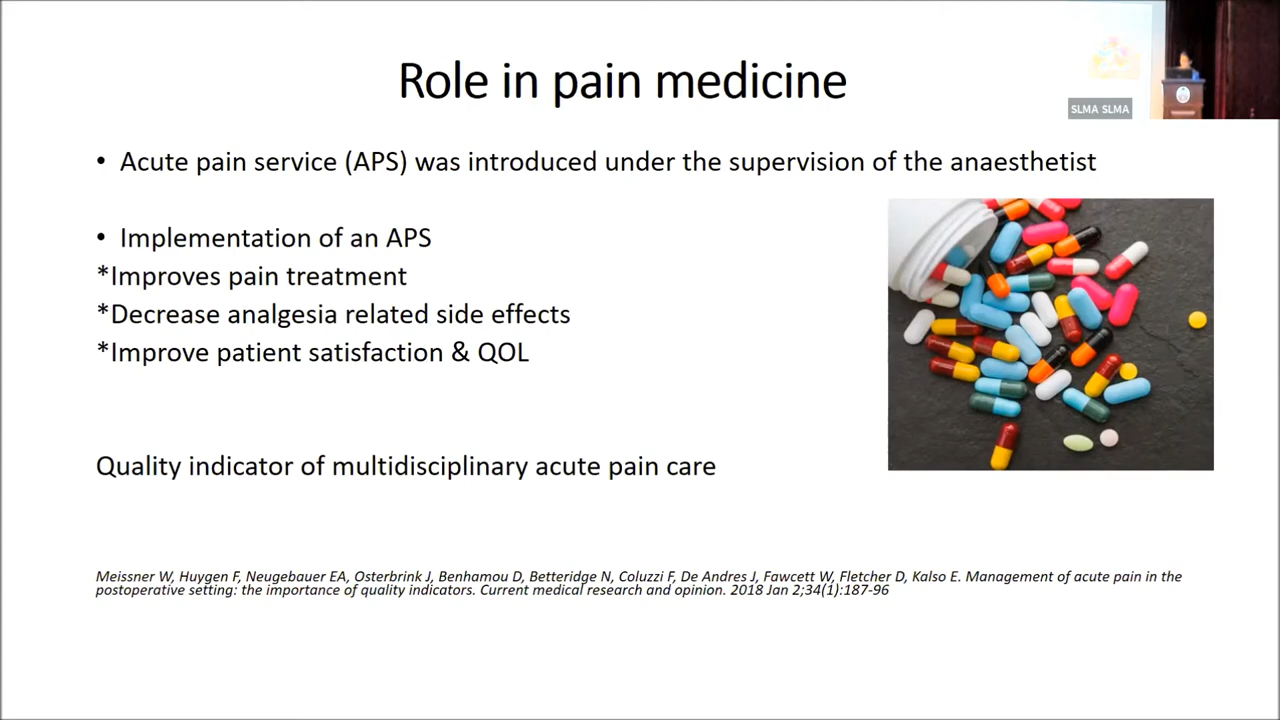 Role in pain medicine
SLMA SLMA
• Acute pain service (APS) was introduced under the supervision of the anaesthetist
• Implementation of an APS
*Improves pain treatment
*Decrease analgesia related side effects
*Improve patient satisfaction & QOL
Quality indicator of multidisciplinary acute pain care
Meissner W, Huygen F, Neugebauer EA, Osterbrink J, Benhamou D, Betteridge N, Coluzzi F, De Andres J, Fawcett W, Fletcher D, Kalso E. Management of acute pain in the
postoperative setting: the importance of quality indicators. Current medical research and opinion. 2018 Jan 2;34(1):187-96